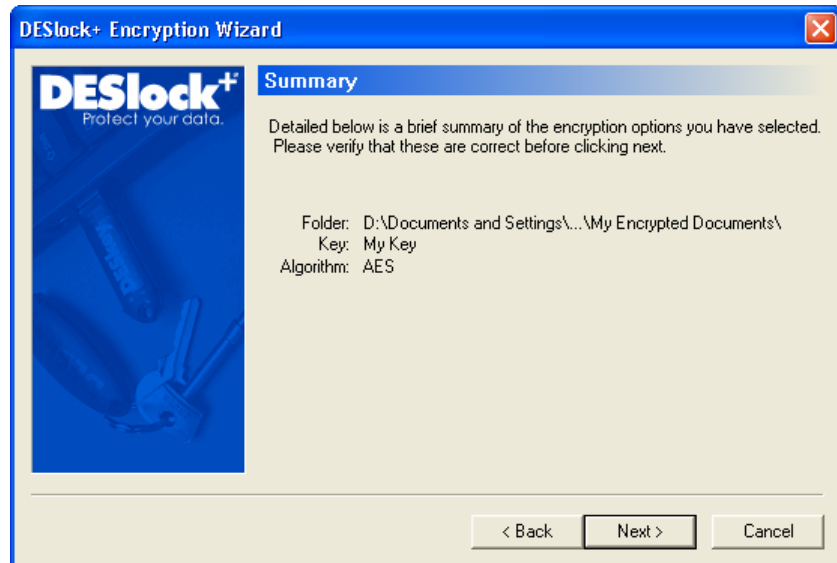 DESlock+ Encryption Wizard
DESlock+
Protect your data.
Summary
Detailed below is a brief summary of the encryption options you have selected.
Please verify that these are correct before clicking next.
Folder: D:\Documents and Settings\...\My Encrypted Documents\
Key: My Key
Algorithm: AES
DESkey
< Back Next > Cancel